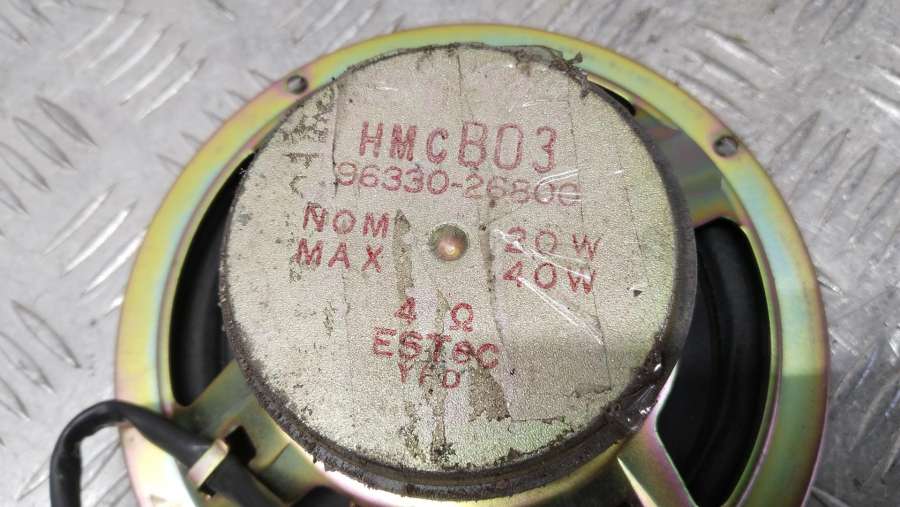 HMCB03
96330-26800
NOM 20W
MAX 40W
4 Ω
ESTeC